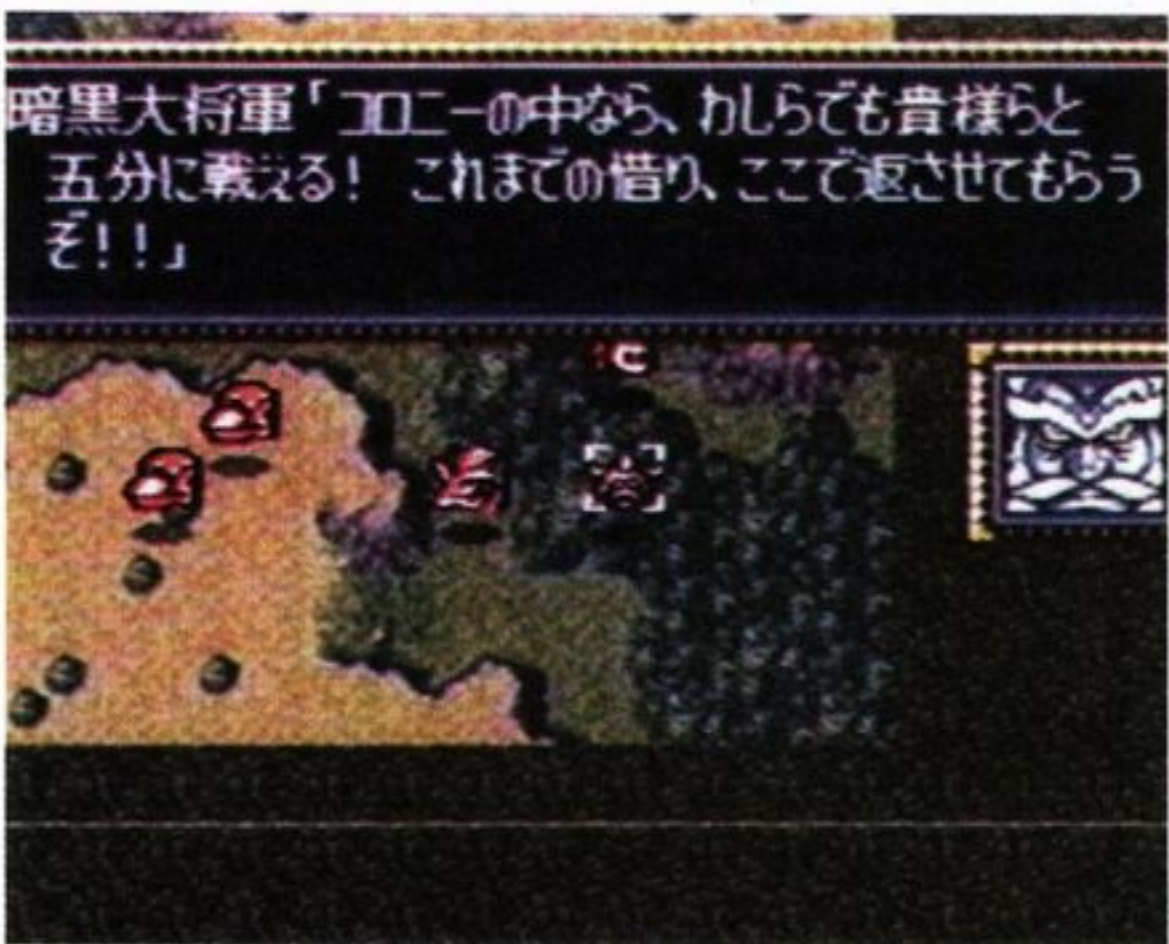 暗黒大将軍「コロニーの中なら、わしらでも貴様らと
五分に戦える！　これまでの借り、ここで返させてもらう
ぞ！！」